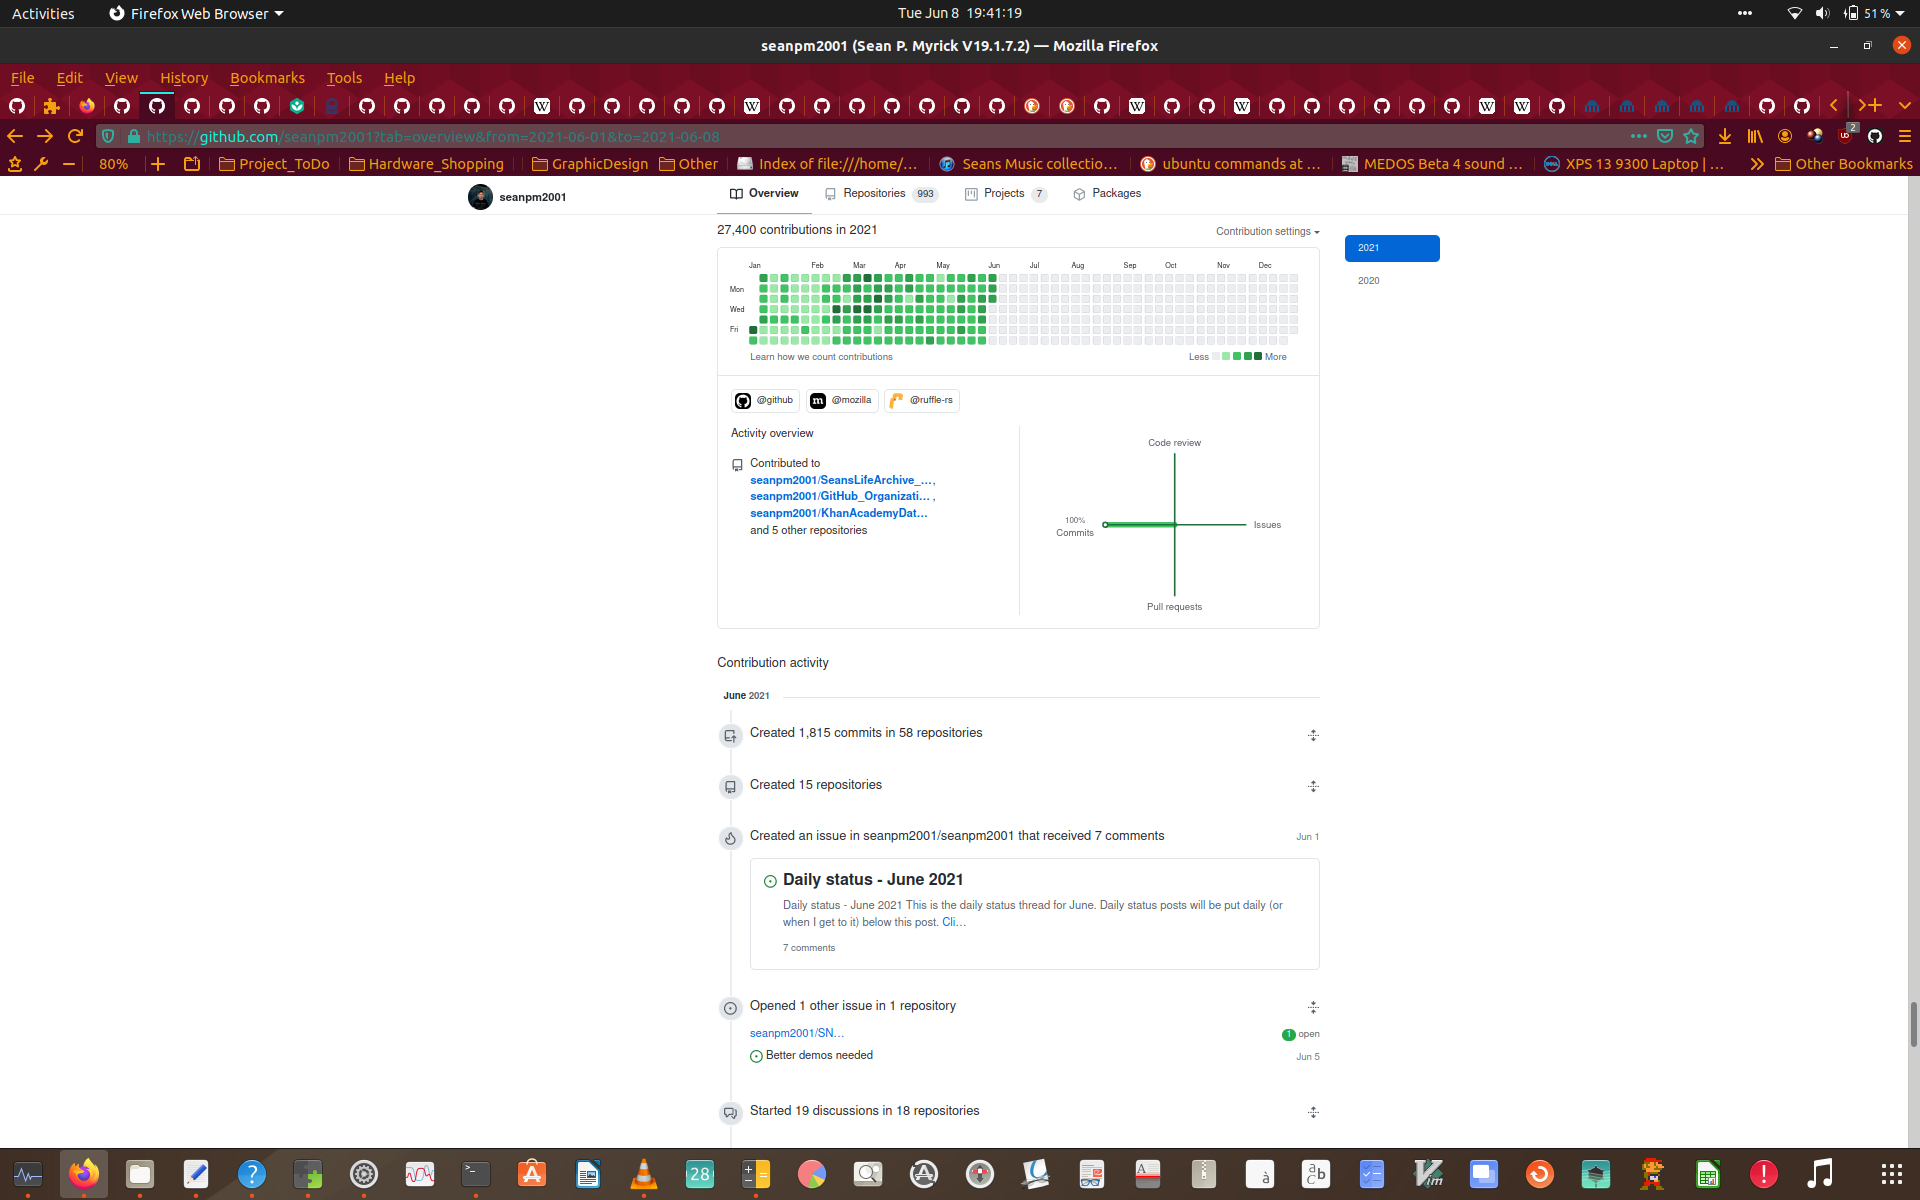 Activities
Firefox Web Browser
Tue Jun 8 19:41:19
51 %
seanpm2001 (Sean P. Myrick V19.1.7.2) — Mozilla Firefox
File Edit View History Bookmarks Tools Help
https://github.com/seanpm2001?tab=overview&from=2021-06-01&to=2021-06-08
2
80%
Project_ToDo
Hardware_Shopping
GraphicDesign
Other
Index of file:///home/…
Seans Music collectio…
ubuntu commands at …
MEDOS Beta 4 sound …
XPS 13 9300 Laptop | …
Other Bookmarks
seanpm2001
Overview
Repositories 993
Projects 7
Packages
27,400 contributions in 2021
Contribution settings
2021
2020
Jan Feb Mar Apr May Jun Jul Aug Sep Oct Nov Dec
Mon
Wed
Fri
Learn how we count contributions
Less
More
@github
@mozilla
@ruffle-rs
Activity overview
Contributed to
seanpm2001/SeansLifeArchive_…,
seanpm2001/GitHub_Organizati… ,
seanpm2001/KhanAcademyDat…
and 5 other repositories
Code review
100%
Commits
Issues
Pull requests
Contribution activity
June 2021
Created 1,815 commits in 58 repositories
Created 15 repositories
Created an issue in seanpm2001/seanpm2001 that received 7 comments
Jun 1
Daily status - June 2021
Daily status - June 2021 This is the daily status thread for June. Daily status posts will be put daily (or
when I get to it) below this post. Cli…
7 comments
Opened 1 other issue in 1 repository
seanpm2001/SN…
1 open
Better demos needed
Jun 5
Started 19 discussions in 18 repositories
28